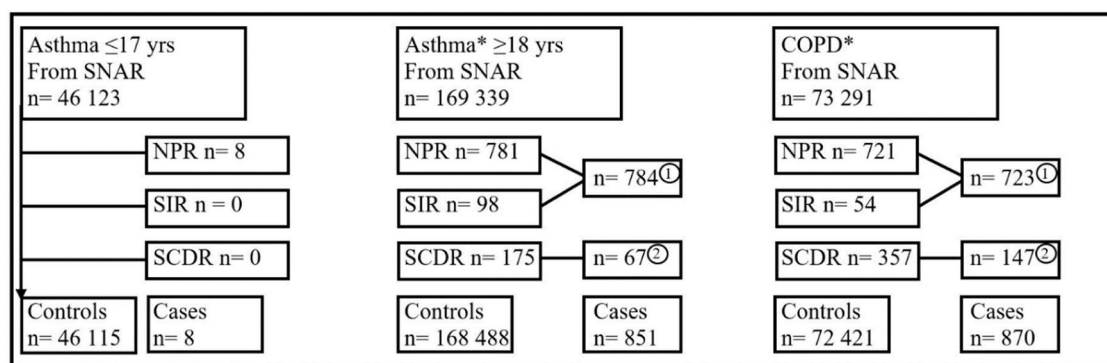 Asthma ≤17 yrs
From SNAR
n= 46 123
NPR n= 8
SIR n = 0
SCDR n= 0
Controls
n= 46 115
Cases
n= 8
Asthma* ≥18 yrs
From SNAR
n= 169 339
NPR n= 781
SIR n= 98
n= 784①
SCDR n= 175
n= 67②
Controls
n= 168 488
Cases
n= 851
COPD*
From SNAR
n= 73 291
NPR n= 721
SIR n= 54
n= 723①
SCDR n= 357
n= 147②
Controls
n= 72 421
Cases
n= 870